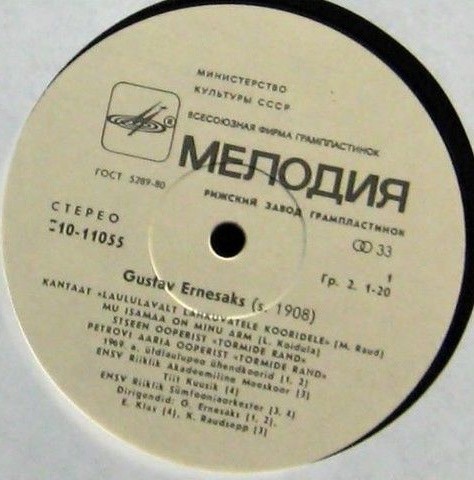 МИНИСТЕРСТВО
КУЛЬТУРЫ СССР
ВСЕСОЮЗНАЯ ФИРМА ГРАМПЛАСТИНОК
МЕЛОДИЯ
®
ГОСТ 5289-80
РИЖСКИЙ ЗАВОД ГРАМПЛАСТИНОК
СТЕРЕО
33
10-11055
1
Гр. 2. 1-20
Gustav Ernesaks (s. 1908)
KANTAAT «LAULULAVALT LAHKUVATELE KOORIDELE» (M. Raud)
MU ISAMAA ON MINU ARM (L. Koidula)
STSEEN OOPERIST «TORMIDE RAND»
PETROVI AARIA OOPERIST «TORMIDE RAND»
1969. a. üldlaulupeo ühendkoorid (1, 2)
ENSV Riiklik Akadeemiline Meeskoor (3)
Tiit Kuusik (4)
ENSV Riiklik Sümfooniaorkester (3, 4)
Dirigendid: G. Ernesaks (1, 2),
E. Klas (4), K. Raudsepp (3)